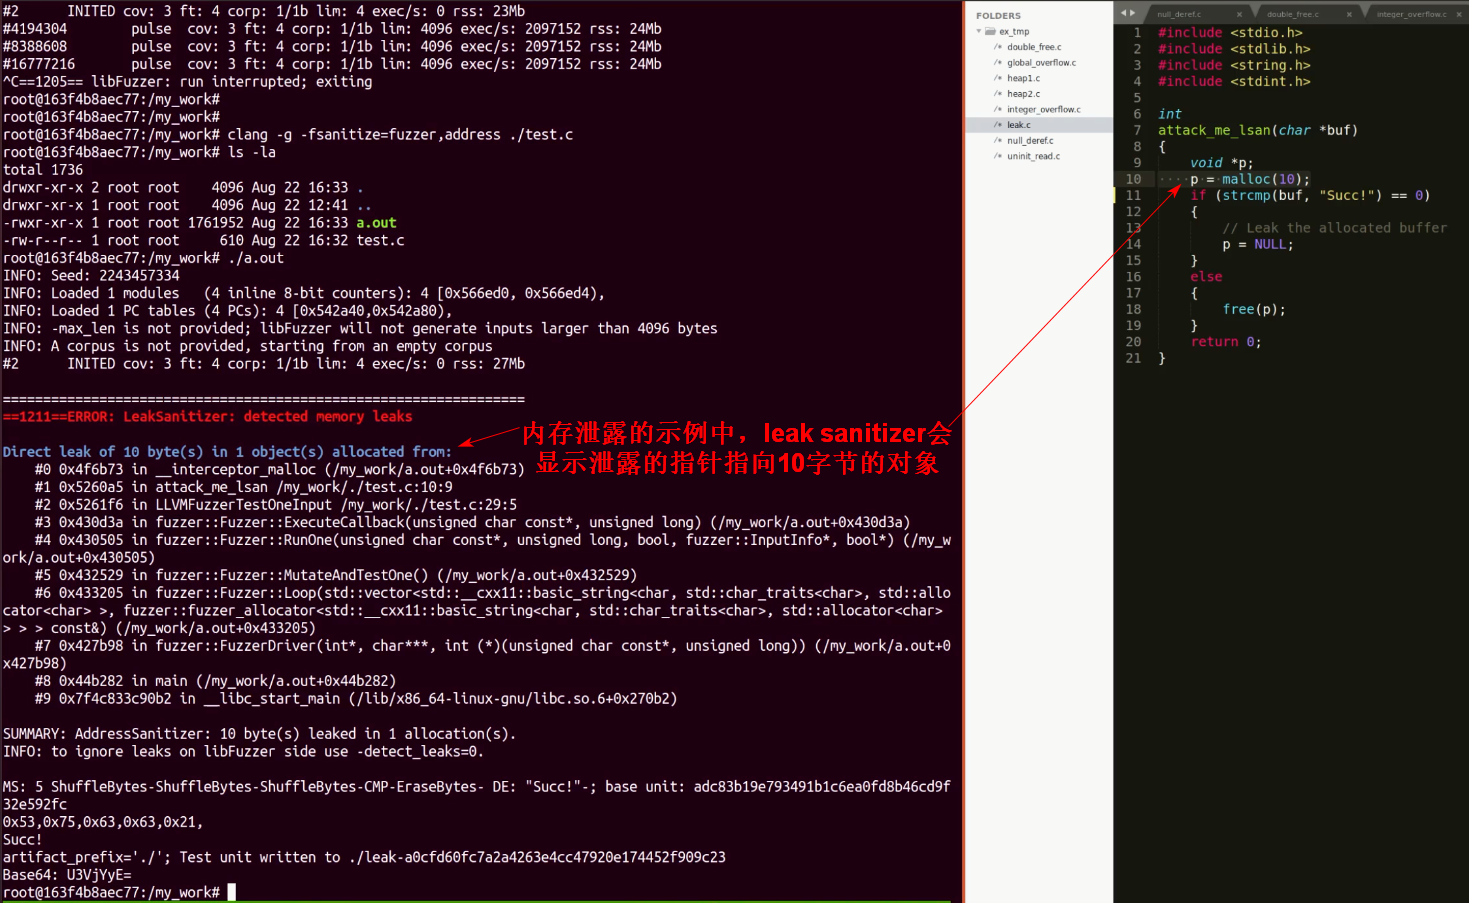 #2      INITED cov: 3 ft: 4 corp: 1/1b lim: 4 exec/s: 0 rss: 23Mb
#4194304        pulse  cov: 3 ft: 4 corp: 1/1b lim: 4096 exec/s: 2097152 rss: 24Mb
#8388608        pulse  cov: 3 ft: 4 corp: 1/1b lim: 4096 exec/s: 2097152 rss: 24Mb
#16777216       pulse  cov: 3 ft: 4 corp: 1/1b lim: 4096 exec/s: 2097152 rss: 24Mb
^C==1205== libFuzzer: run interrupted; exiting
root@163f4b8aec77:/my_work#
root@163f4b8aec77:/my_work#
root@163f4b8aec77:/my_work# clang -g -fsanitize=fuzzer,address ./test.c
root@163f4b8aec77:/my_work# ls -la
total 1736
drwxr-xr-x 2 root root    4096 Aug 22 16:33 .
drwxr-xr-x 1 root root    4096 Aug 22 12:41 ..
-rwxr-xr-x 1 root root 1761952 Aug 22 16:33 a.out
-rw-r--r-- 1 root root     610 Aug 22 16:32 test.c
root@163f4b8aec77:/my_work# ./a.out
INFO: Seed: 2243457334
INFO: Loaded 1 modules   (4 inline 8-bit counters): 4 [0x566ed0, 0x566ed4),
INFO: Loaded 1 PC tables (4 PCs): 4 [0x542a40,0x542a80),
INFO: -max_len is not provided; libFuzzer will not generate inputs larger than 4096 bytes
INFO: A corpus is not provided, starting from an empty corpus
#2      INITED cov: 3 ft: 4 corp: 1/1b lim: 4 exec/s: 0 rss: 27Mb
=================================================================
==1211==ERROR: LeakSanitizer: detected memory leaks
Direct leak of 10 byte(s) in 1 object(s) allocated from:
    #0 0x4f6b73 in __interceptor_malloc (/my_work/a.out+0x4f6b73)
    #1 0x5260a5 in attack_me_lsan /my_work/./test.c:10:9
    #2 0x5261f6 in LLVMFuzzerTestOneInput /my_work/./test.c:29:5
    #3 0x430d3a in fuzzer::Fuzzer::ExecuteCallback(unsigned char const*, unsigned long) (/my_work/a.out+0x430d3a)
    #4 0x430505 in fuzzer::Fuzzer::RunOne(unsigned char const*, unsigned long, bool, fuzzer::InputInfo*, bool*) (/my_w
ork/a.out+0x430505)
    #5 0x432529 in fuzzer::Fuzzer::MutateAndTestOne() (/my_work/a.out+0x432529)
    #6 0x433205 in fuzzer::Fuzzer::Loop(std::vector<std::__cxx11::basic_string<char, std::char_traits<char>, std::allo
cator<char> >, fuzzer::fuzzer_allocator<std::__cxx11::basic_string<char, std::char_traits<char>, std::allocator<char>
> > > const&) (/my_work/a.out+0x433205)
    #7 0x427b98 in fuzzer::FuzzerDriver(int*, char***, int (*)(unsigned char const*, unsigned long)) (/my_work/a.out+0
x427b98)
    #8 0x44b282 in main (/my_work/a.out+0x44b282)
    #9 0x7f4c833c90b2 in __libc_start_main (/lib/x86_64-linux-gnu/libc.so.6+0x270b2)
SUMMARY: AddressSanitizer: 10 byte(s) leaked in 1 allocation(s).
INFO: to ignore leaks on libFuzzer side use -detect_leaks=0.
MS: 5 ShuffleBytes-ShuffleBytes-ShuffleBytes-CMP-EraseBytes- DE: "Succ!"-; base unit: adc83b19e793491b1c6ea0fd8b46cd9f
32e592fc
0x53,0x75,0x63,0x63,0x21,
Succ!
artifact_prefix='./'; Test unit written to ./leak-a0cfd60fc7a2a4263e4cc47920e174452f909c23
Base64: U3VjYyE=
root@163f4b8aec77:/my_work#
内存泄露的示例中，leak sanitizer会
显示泄露的指针指向10字节的对象
FOLDERS
ex_tmp
/* double_free.c
/* global_overflow.c
/* heap1.c
/* heap2.c
/* integer_overflow.c
/* leak.c
/* null_deref.c
/* uninit_read.c
null_deref.c × double_free.c × integer_overflow.c ×
1 #include <stdio.h>
2 #include <stdlib.h>
3 #include <string.h>
4 #include <stdint.h>
5
6 int
7 attack_me_lsan(char *buf)
8 {
9     void *p;
10 ····p·=·malloc(10);
11     if (strcmp(buf, "Succ!") == 0)
12     {
13         // Leak the allocated buffer
14         p = NULL;
15     }
16     else
17     {
18         free(p);
19     }
20     return 0;
21 }